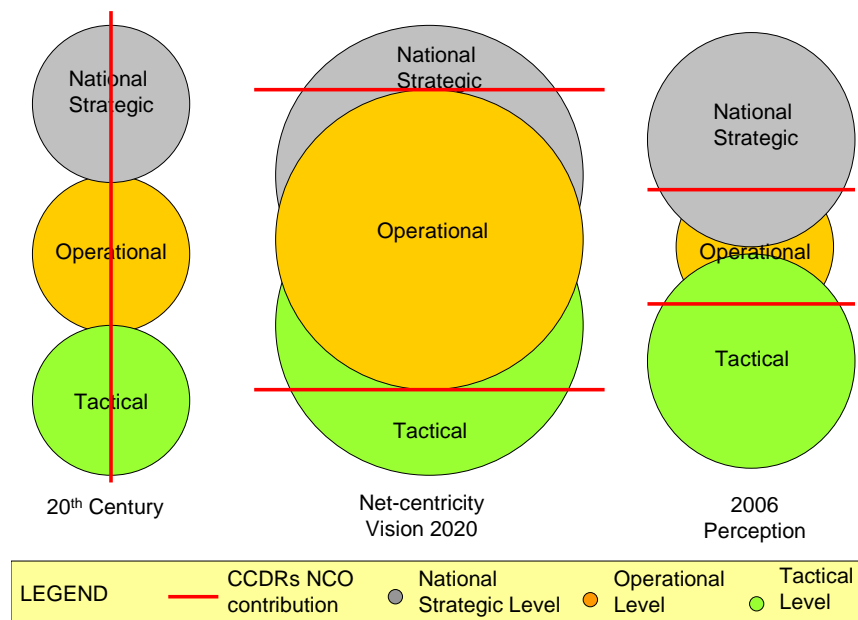 National
Strategic
Operational
Tactical
20th Century
National
Strategic
Operational
Tactical
Net-centricity
Vision 2020
National
Strategic
Operational
Tactical
2006
Perception
LEGEND
CCDRs NCO
contribution
National
Strategic Level
Operational
Level
Tactical
Level